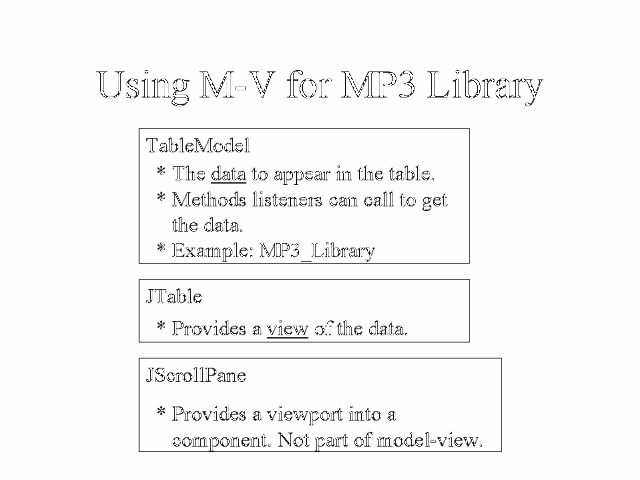 Using M-V for MP3 Library
TableModel
* The data to appear in the table.
* Methods listeners can call to get
the data.
* Example: MP3_Library
JTable
* Provides a view of the data.
JScrollPane
* Provides a viewport into a
component. Not part of model-view.